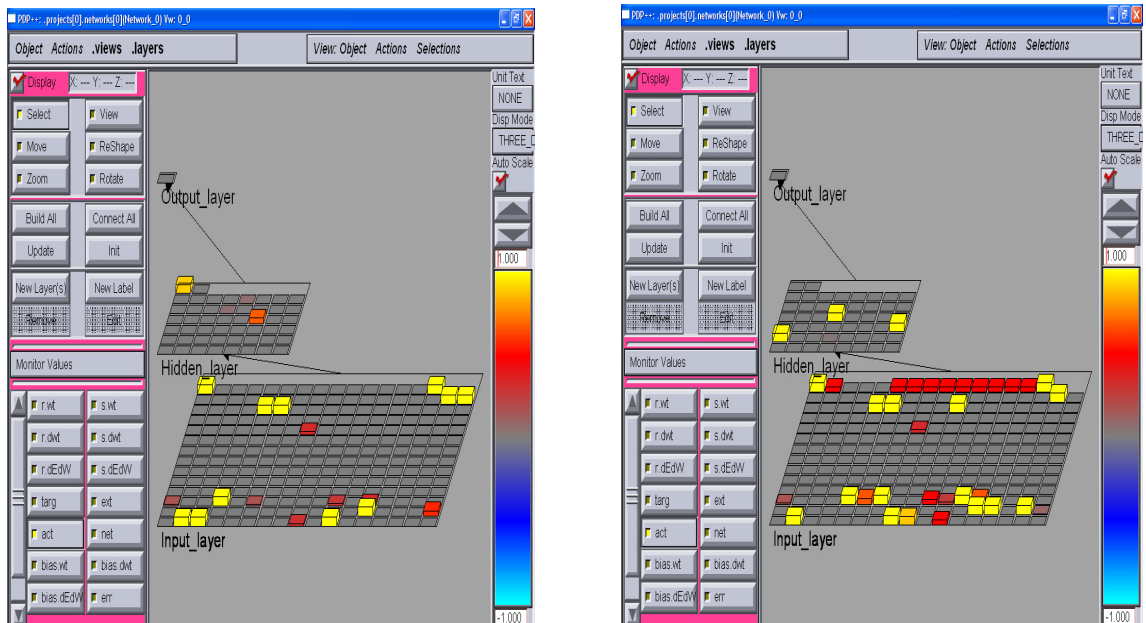 PDP++: .projects[0].networks[0](Network_0) Vw: 0_0
Object Actions .views .layers
View: Object Actions Selections
Display X: --- Y: --- Z: ---
Unit Text
NONE
Select View
Disp Mode
Move ReShape
THREE_D
Auto Scale
Zoom Rotate
Output_layer
Build All Connect All
Update Init
1.000
New Layer(s) New Label
Remove Edit
Monitor Values
Hidden_layer
r.wt s.wt
r.dwt s.dwt
r.dEdW s.dEdW
targ ext
act net
Input_layer
bias.wt bias.dwt
bias.dEdW err
-1.000
PDP++: .projects[0].networks[0](Network_0) Vw: 0_0
Object Actions .views .layers
View: Object Actions Selections
Display X: --- Y: --- Z: ---
Unit Text
NONE
Select View
Disp Mode
Move ReShape
THREE_D
Auto Scale
Zoom Rotate
Output_layer
Build All Connect All
Update Init
1.000
New Layer(s) New Label
Remove Edit
Monitor Values
Hidden_layer
r.wt s.wt
r.dwt s.dwt
r.dEdW s.dEdW
targ ext
act net
Input_layer
bias.wt bias.dwt
bias.dEdW err
-1.000